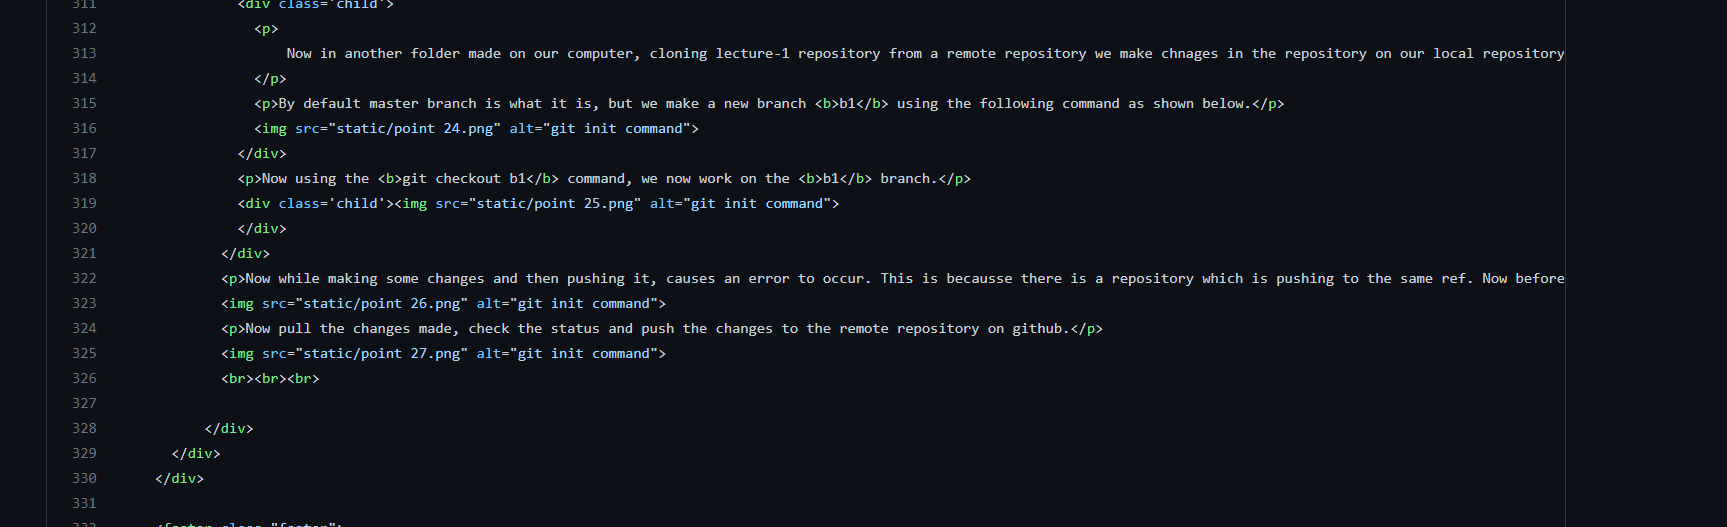 311 <div class='child'>
312 <p>
313 Now in another folder made on our computer, cloning lecture-1 repository from a remote repository we make chnages in the repository on our local repository
314 </p>
315 <p>By default master branch is what it is, but we make a new branch <b>b1</b> using the following command as shown below.</p>
316 <img src="static/point 24.png" alt="git init command">
317 </div>
318 <p>Now using the <b>git checkout b1</b> command, we now work on the <b>b1</b> branch.</p>
319 <div class='child'><img src="static/point 25.png" alt="git init command">
320 </div>
321 </div>
322 <p>Now while making some changes and then pushing it, causes an error to occur. This is becausse there is a repository which is pushing to the same ref. Now before
323 <img src="static/point 26.png" alt="git init command">
324 <p>Now pull the changes made, check the status and push the changes to the remote repository on github.</p>
325 <img src="static/point 27.png" alt="git init command">
326 <br><br><br>
327
328 </div>
329 </div>
330 </div>
331
332 <footer class="footer">